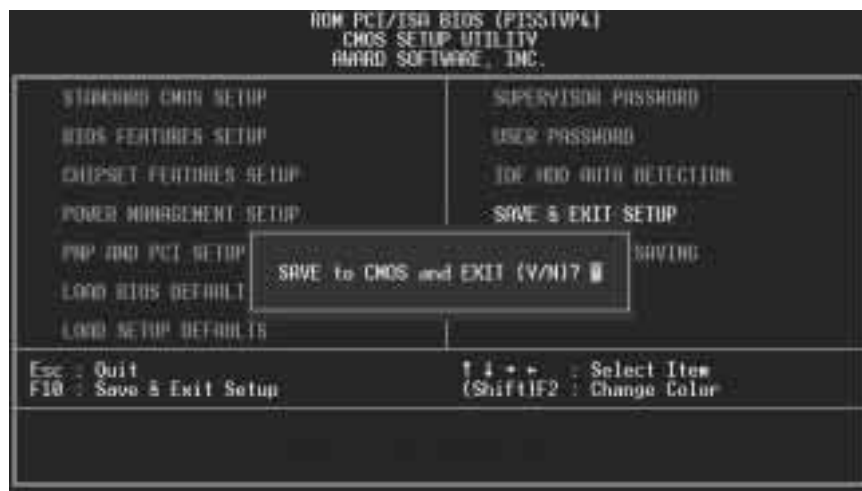 ROM PCI/ISA BIOS (PI55TVP4)
CMOS SETUP UTILITY
AWARD SOFTWARE, INC.
STANDARD CMOS SETUP
BIOS FEATURES SETUP
CHIPSET FEATURES SETUP
POWER MANAGEMENT SETUP
PNP AND PCI SETUP
LOAD BIOS DEFAULT
LOAD SETUP DEFAULTS
SUPERVISOR PASSWORD
USER PASSWORD
IDE HDD AUTO DETECTION
SAVE & EXIT SETUP
SAVING
SAVE to CMOS and EXIT (Y/N)?
Esc : Quit
F10 : Save & Exit Setup
↑ ↓ → ← : Select Item
(Shift)F2 : Change Color